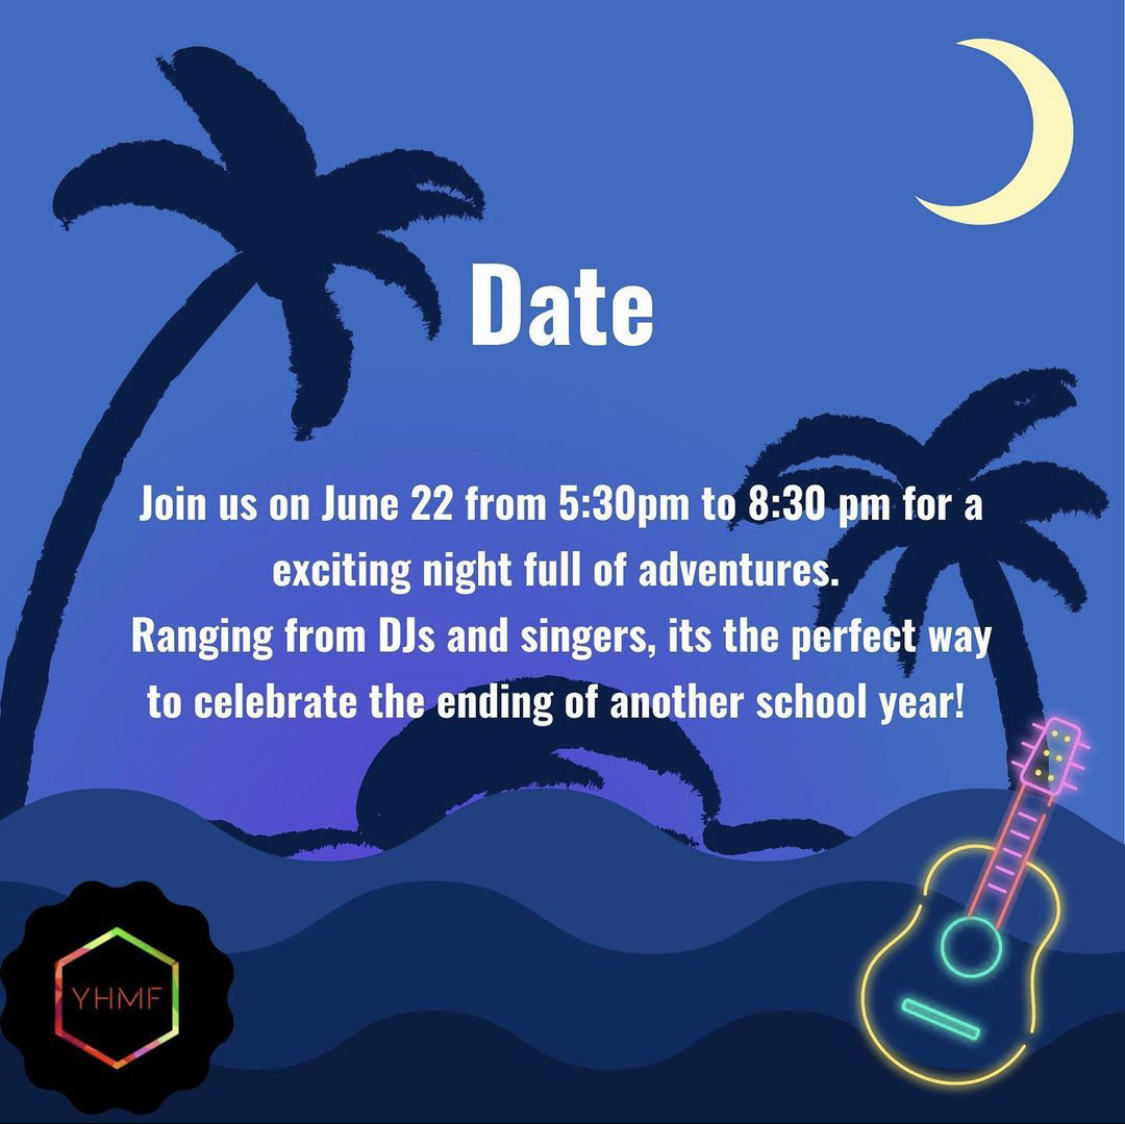 Date
Join us on June 22 from 5:30pm to 8:30 pm for a
exciting night full of adventures.
Ranging from DJs and singers, its the perfect way
to celebrate the ending of another school year!
YHMF